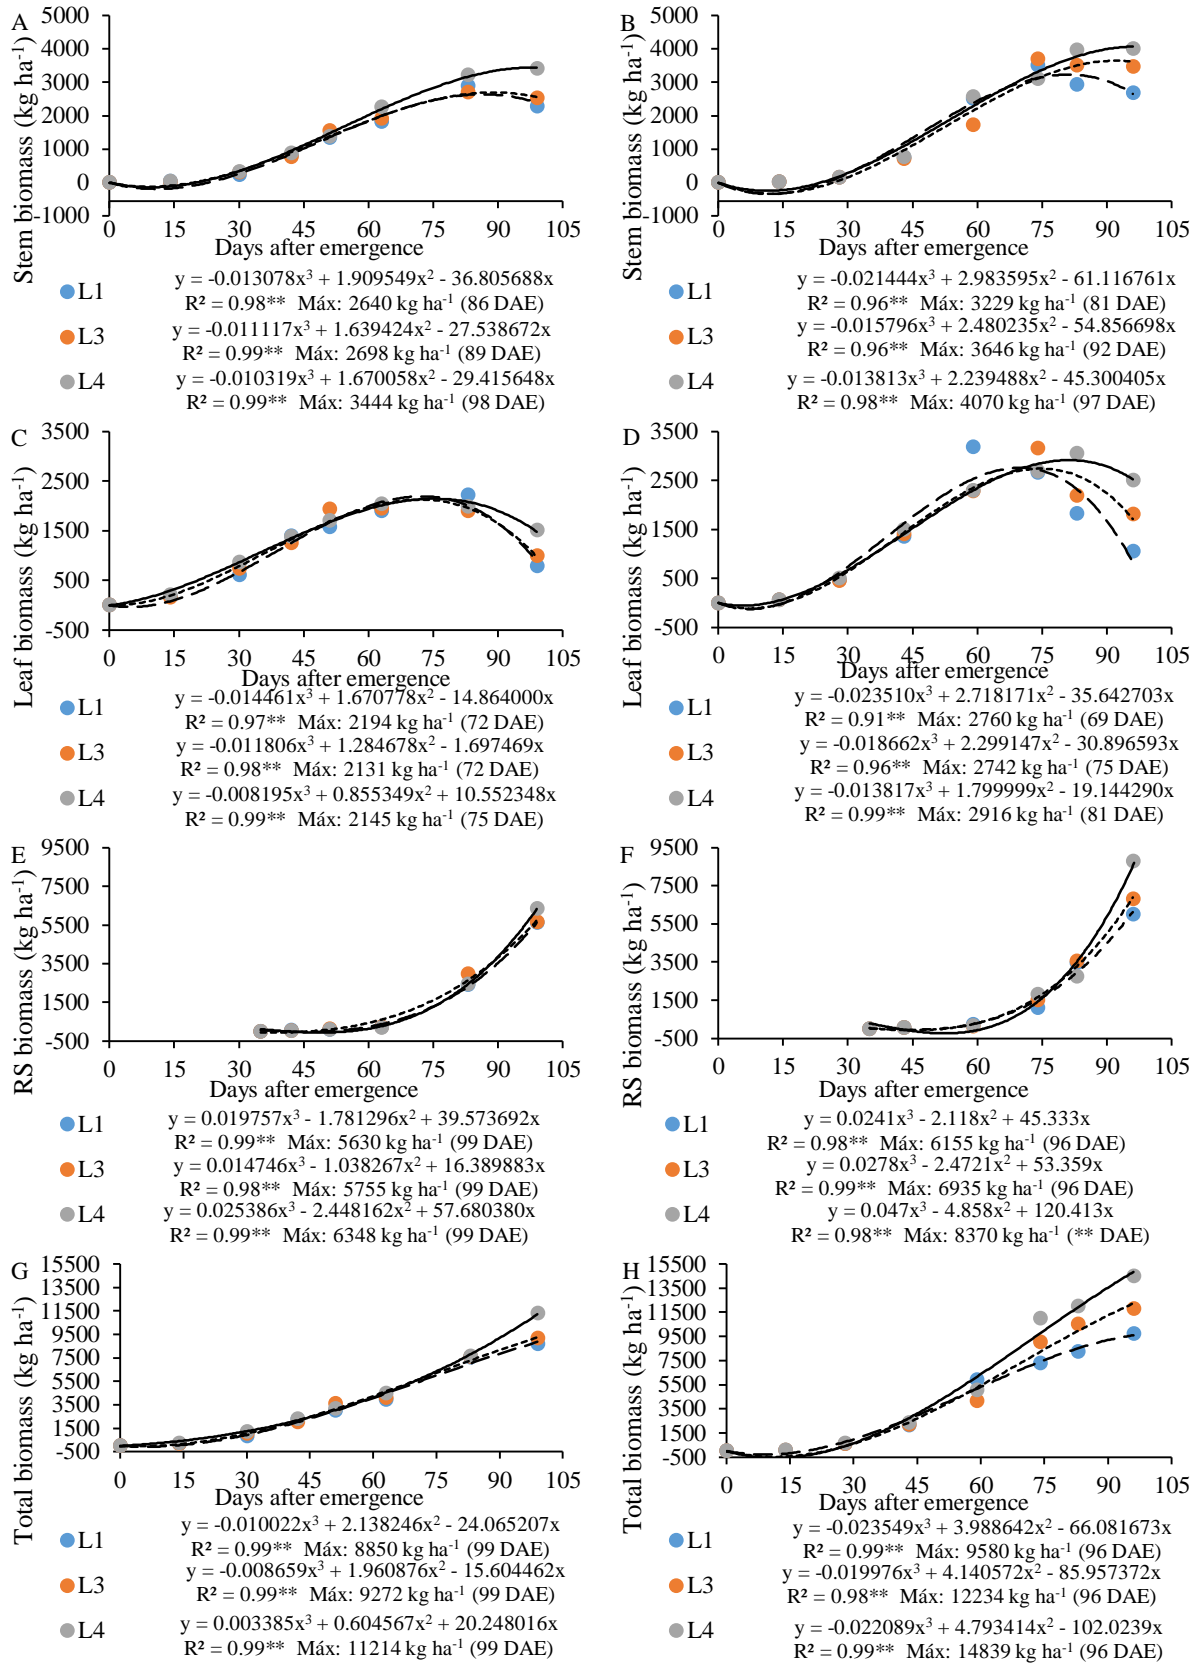 A
Stem biomass (kg ha⁻¹)
5000
4000
3000
2000
1000
0
-1000
0 15 30 45 60 75 90 105
Days after emergence
L1
y = -0.013078x³ + 1.909549x² - 36.805688x
R² = 0.98** Máx: 2640 kg ha⁻¹ (86 DAE)
L3
y = -0.011117x³ + 1.639424x² - 27.538672x
R² = 0.99** Máx: 2698 kg ha⁻¹ (89 DAE)
L4
y = -0.010319x³ + 1.670058x² - 29.415648x
R² = 0.99** Máx: 3444 kg ha⁻¹ (98 DAE)
B
Stem biomass (kg ha⁻¹)
5000
4000
3000
2000
1000
0
-1000
0 15 30 45 60 75 90 105
Days after emergence
L1
y = -0.021444x³ + 2.983595x² - 61.116761x
R² = 0.96** Máx: 3229 kg ha⁻¹ (81 DAE)
L3
y = -0.015796x³ + 2.480235x² - 54.856698x
R² = 0.96** Máx: 3646 kg ha⁻¹ (92 DAE)
L4
y = -0.013813x³ + 2.239488x² - 45.300405x
R² = 0.98** Máx: 4070 kg ha⁻¹ (97 DAE)
C
Leaf biomass (kg ha⁻¹)
3500
2500
1500
500
-500
0 15 30 45 60 75 90 105
Days after emergence
L1
y = -0.014461x³ + 1.670778x² - 14.864000x
R² = 0.97** Máx: 2194 kg ha⁻¹ (72 DAE)
L3
y = -0.011806x³ + 1.284678x² - 1.697469x
R² = 0.98** Máx: 2131 kg ha⁻¹ (72 DAE)
L4
y = -0.008195x³ + 0.855349x² + 10.552348x
R² = 0.99** Máx: 2145 kg ha⁻¹ (75 DAE)
D
Leaf biomass (kg ha⁻¹)
3500
2500
1500
500
-500
0 15 30 45 60 75 90 105
Days after emergence
L1
y = -0.023510x³ + 2.718171x² - 35.642703x
R² = 0.91** Máx: 2760 kg ha⁻¹ (69 DAE)
L3
y = -0.018662x³ + 2.299147x² - 30.896593x
R² = 0.96** Máx: 2742 kg ha⁻¹ (75 DAE)
L4
y = -0.013817x³ + 1.799999x² - 19.144290x
R² = 0.99** Máx: 2916 kg ha⁻¹ (81 DAE)
E
RS biomass (kg ha⁻¹)
9500
7500
5500
3500
1500
-500
0 15 30 45 60 75 90 105
Days after emergence
L1
y = 0.019757x³ - 1.781296x² + 39.573692x
R² = 0.99** Máx: 5630 kg ha⁻¹ (99 DAE)
L3
y = 0.014746x³ - 1.038267x² + 16.389883x
R² = 0.98** Máx: 5755 kg ha⁻¹ (99 DAE)
L4
y = 0.025386x³ - 2.448162x² + 57.680380x
R² = 0.99** Máx: 6348 kg ha⁻¹ (99 DAE)
F
RS biomass (kg ha⁻¹)
9500
7500
5500
3500
1500
-500
0 15 30 45 60 75 90 105
Days after emergence
L1
y = 0.0241x³ - 2.118x² + 45.333x
R² = 0.98** Máx: 6155 kg ha⁻¹ (96 DAE)
L3
y = 0.0278x³ - 2.4721x² + 53.359x
R² = 0.99** Máx: 6935 kg ha⁻¹ (96 DAE)
L4
y = 0.047x³ - 4.858x² + 120.413x
R² = 0.98** Máx: 8370 kg ha⁻¹ (** DAE)
G
Total biomass (kg ha⁻¹)
15500
13500
11500
9500
7500
5500
3500
1500
-500
0 15 30 45 60 75 90 105
Days after emergence
L1
y = -0.010022x³ + 2.138246x² - 24.065207x
R² = 0.99** Máx: 8850 kg ha⁻¹ (99 DAE)
L3
y = -0.008659x³ + 1.960876x² - 15.604462x
R² = 0.99** Máx: 9272 kg ha⁻¹ (99 DAE)
L4
y = 0.003385x³ + 0.604567x² + 20.248016x
R² = 0.99** Máx: 11214 kg ha⁻¹ (99 DAE)
H
Total biomass (kg ha⁻¹)
15500
13500
11500
9500
7500
5500
3500
1500
-500
0 15 30 45 60 75 90 105
Days after emergence
L1
y = -0.023549x³ + 3.988642x² - 66.081673x
R² = 0.99** Máx: 9580 kg ha⁻¹ (96 DAE)
L3
y = -0.019976x³ + 4.140572x² - 85.957372x
R² = 0.98** Máx: 12234 kg ha⁻¹ (96 DAE)
L4
y = -0.022089x³ + 4.793414x² - 102.0239x
R² = 0.99** Máx: 14839 kg ha⁻¹ (96 DAE)